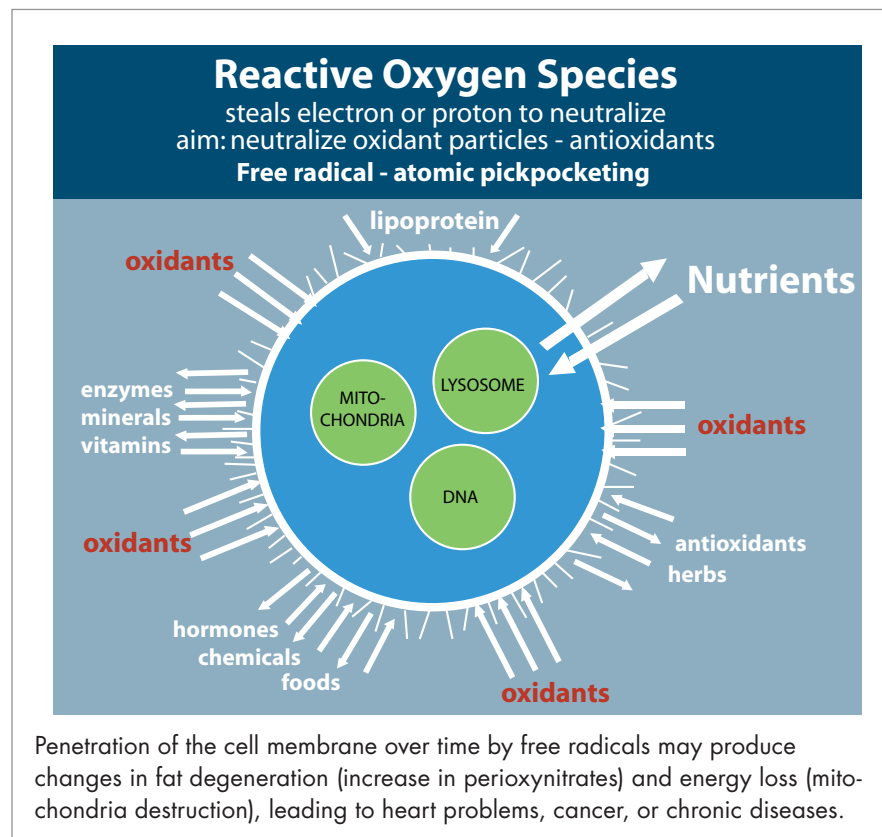 Reactive Oxygen Species
steals electron or proton to neutralize
aim: neutralize oxidant particles - antioxidants
Free radical - atomic pickpocketing
lipoprotein
oxidants
Nutrients
enzymes
minerals
vitamins
MITO-
CHONDRIA
LYSOSOME
DNA
oxidants
oxidants
antioxidants
herbs
hormones
chemicals
foods
oxidants
Penetration of the cell membrane over time by free radicals may produce
changes in fat degeneration (increase in perioxynitrates) and energy loss (mito-
chondria destruction), leading to heart problems, cancer, or chronic diseases.